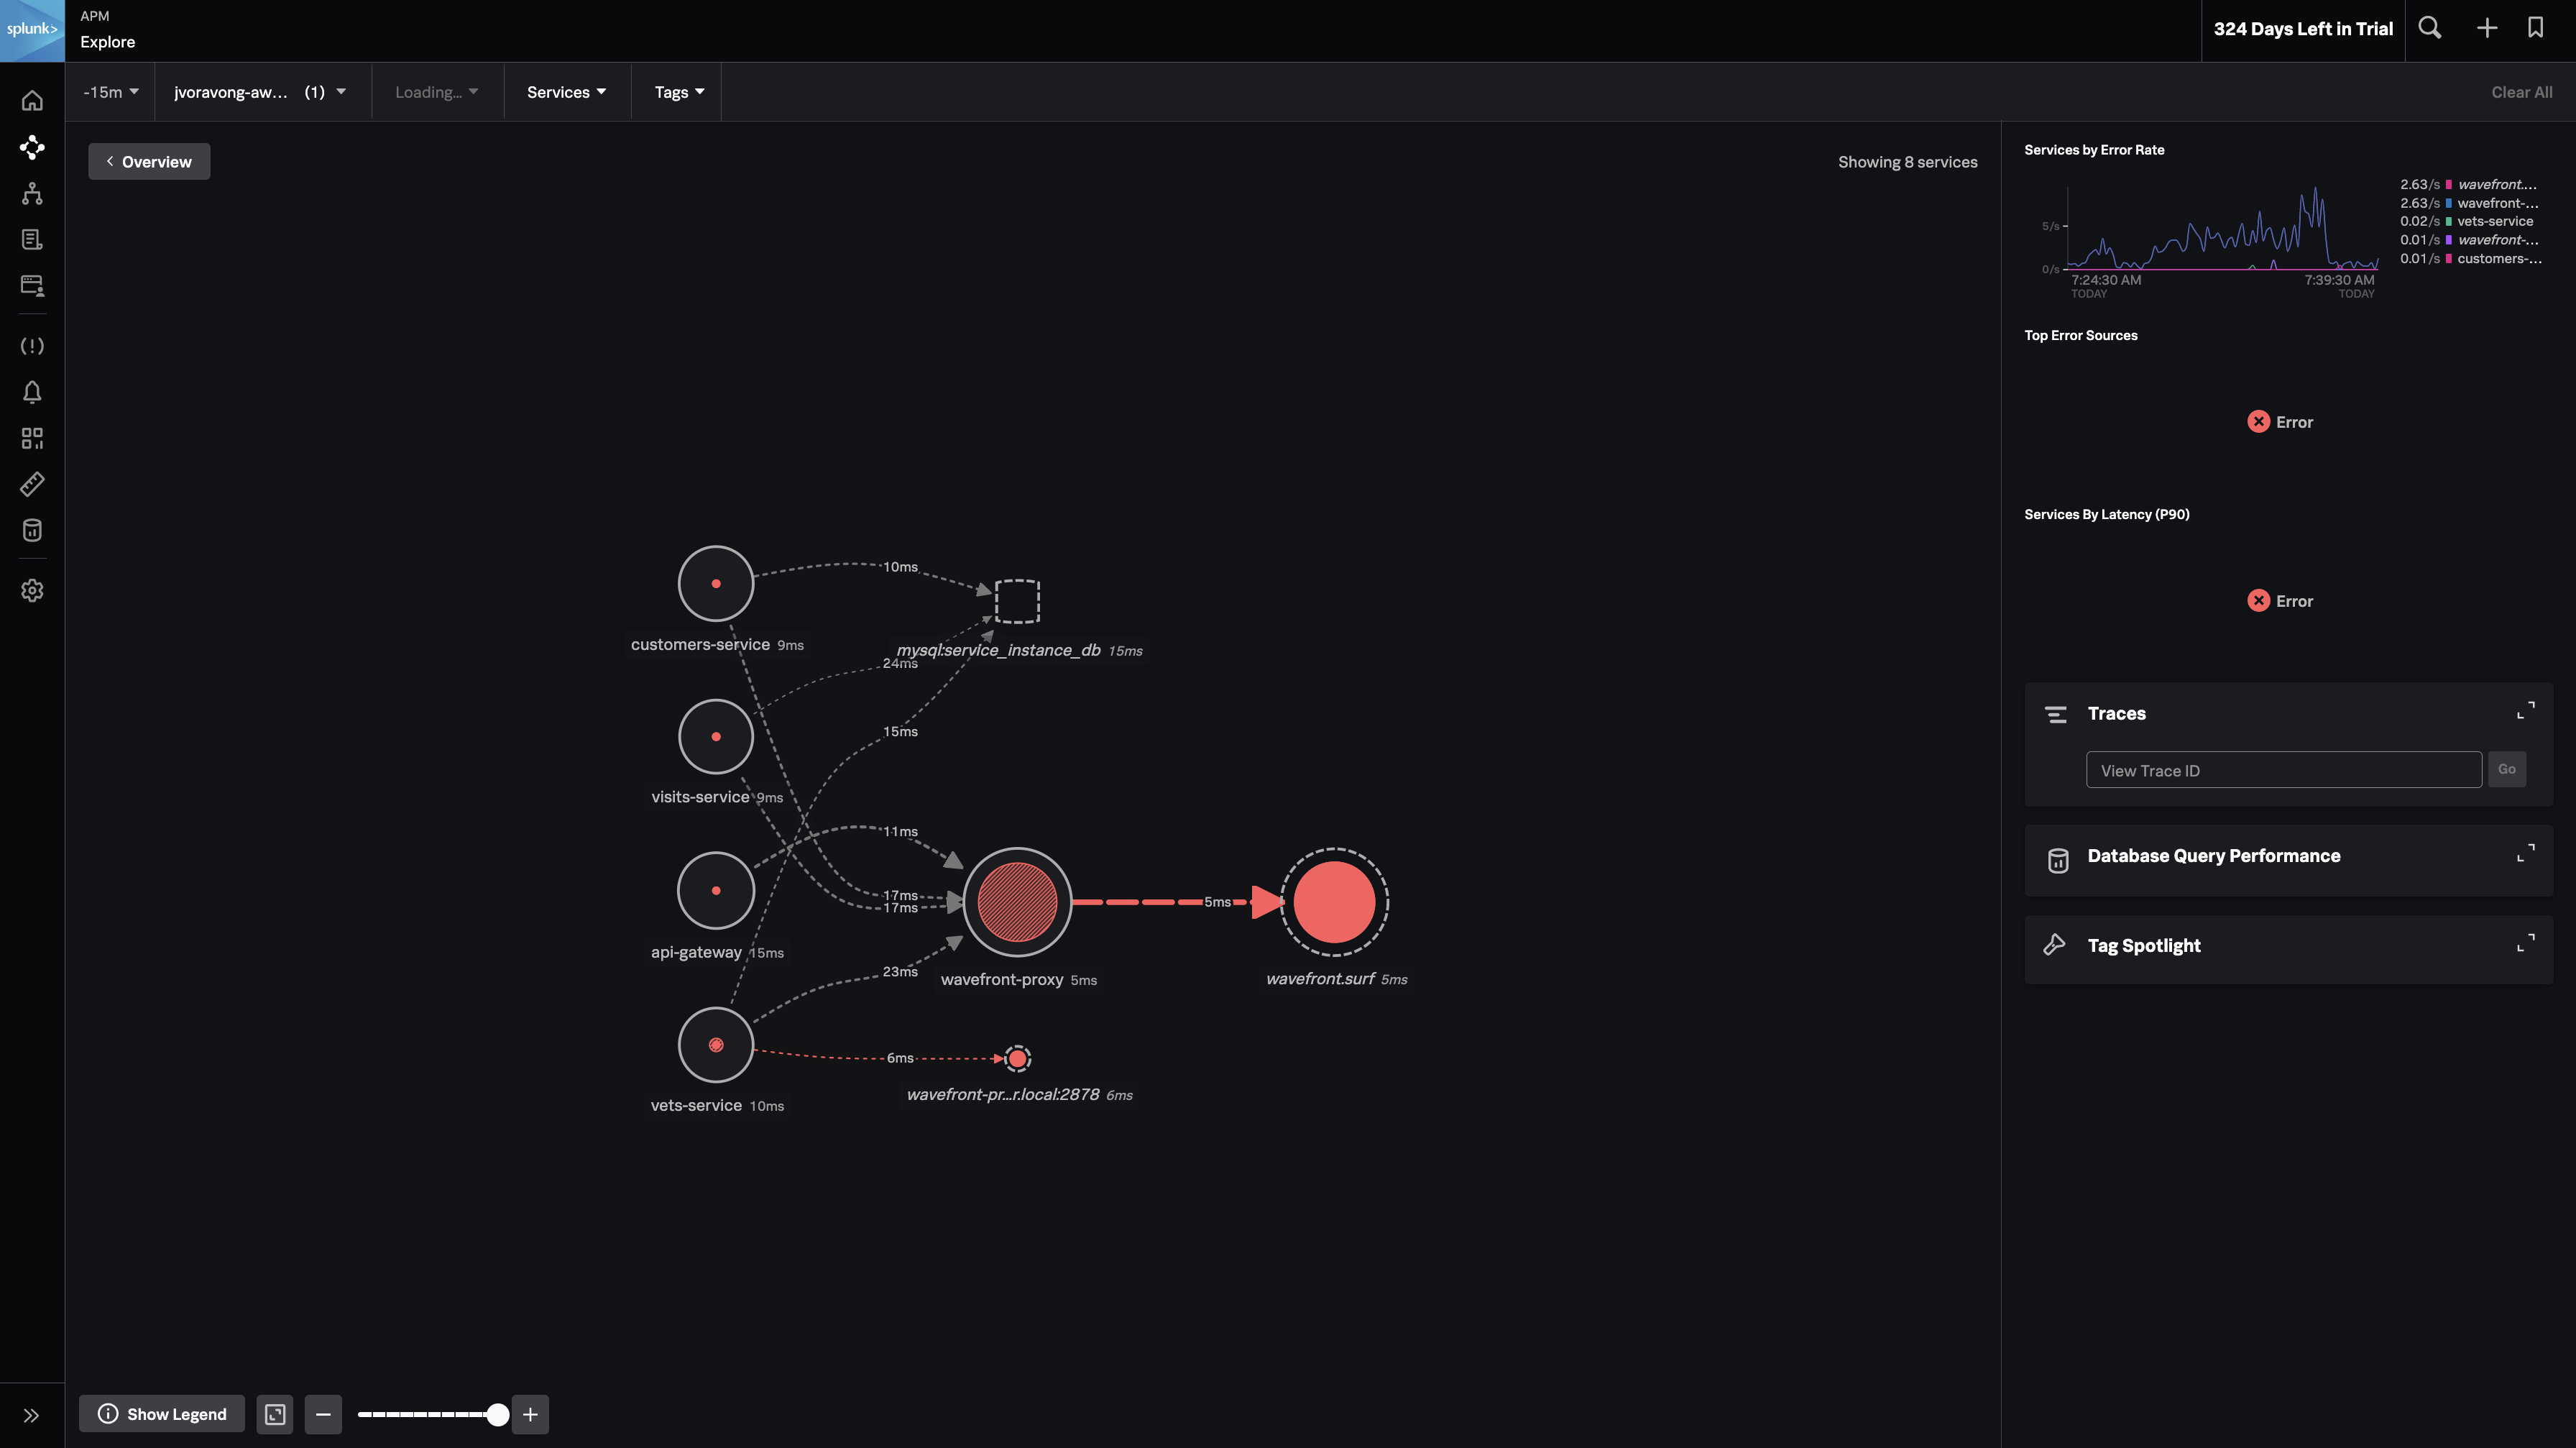 splunk>
APM
Explore
324 Days Left in Trial
-15m
jvoravong-aw... (1)
Loading...
Services
Tags
Clear All
Overview
Showing 8 services
Services by Error Rate
5/s
0/s
7:24:30 AM
TODAY
7:39:30 AM
TODAY
2.63/s wavefront....
2.63/s wavefront-...
0.02/s vets-service
0.01/s wavefront-...
0.01/s customers-...
Top Error Sources
Error
Services By Latency (P90)
Error
Traces
View Trace ID
Go
Database Query Performance
Tag Spotlight
10ms
customers-service 9ms
mysql:service_instance_db 15ms
24ms
15ms
visits-service 9ms
11ms
17ms
17ms
5ms
api-gateway 15ms
23ms
wavefront-proxy 5ms
wavefront.surf 5ms
6ms
wavefront-pr...r.local:2878 6ms
vets-service 10ms
Show Legend